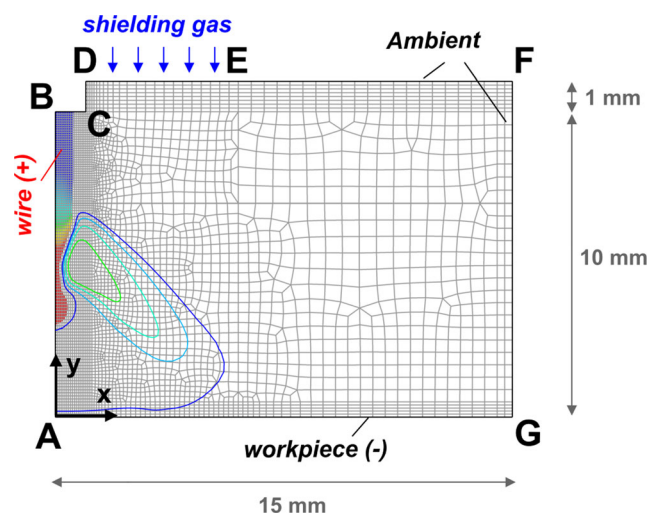 shielding gas
D
E
Ambient
F
B
1 mm
C
wire (+)
10 mm
y
x
A
workpiece (-)
G
15 mm